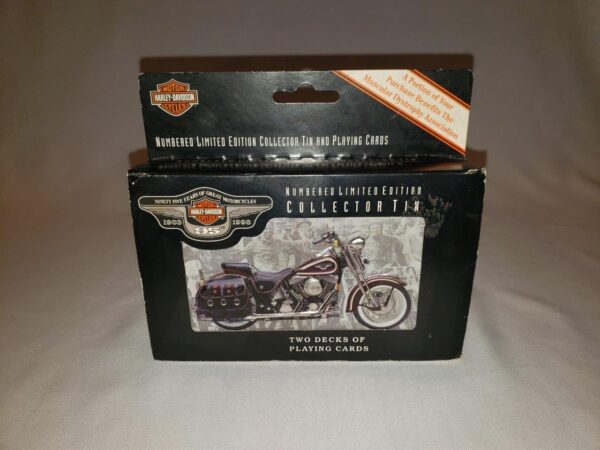 MOTOR
HARLEY-DAVIDSON
CYCLES
A Portion of Your
Purchase Benefits The
Muscular Dystrophy Association
NUMBERED LIMITED EDITION COLLECTOR TIN AND PLAYING CARDS
NINETY FIVE YEARS OF GREAT MOTORCYCLES
MOTOR
HARLEY-DAVIDSON
CYCLES
1903 95 1998
NUMBERED LIMITED EDITION
COLLECTOR TIN
TWO DECKS OF
PLAYING CARDS